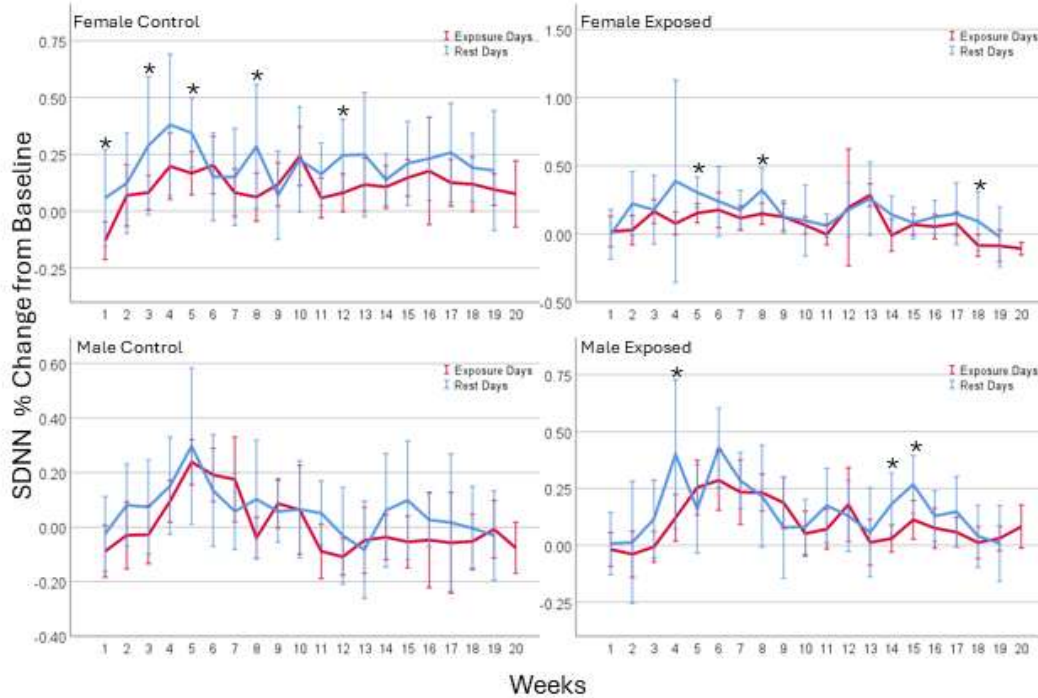 Female Control
Exposure Days
Rest Days
0.75
0.50
0.25
0.00
-0.25
* * * * *
1 2 3 4 5 6 7 8 9 10 11 12 13 14 15 16 17 18 19 20
Female Exposed
Exposure Days
Rest Days
1.50
1.00
0.50
0.00
-0.50
* * *
1 2 3 4 5 6 7 8 9 10 11 12 13 14 15 16 17 18 19 20
SDNN % Change from Baseline
Male Control
Exposure Days
Rest Days
0.60
0.40
0.20
0.00
-0.20
-0.40
1 2 3 4 5 6 7 8 9 10 11 12 13 14 15 16 17 18 19 20
Male Exposed
Exposure Days
Rest Days
0.75
0.50
0.25
0.00
-0.25
* * *
1 2 3 4 5 6 7 8 9 10 11 12 13 14 15 16 17 18 19 20
Weeks